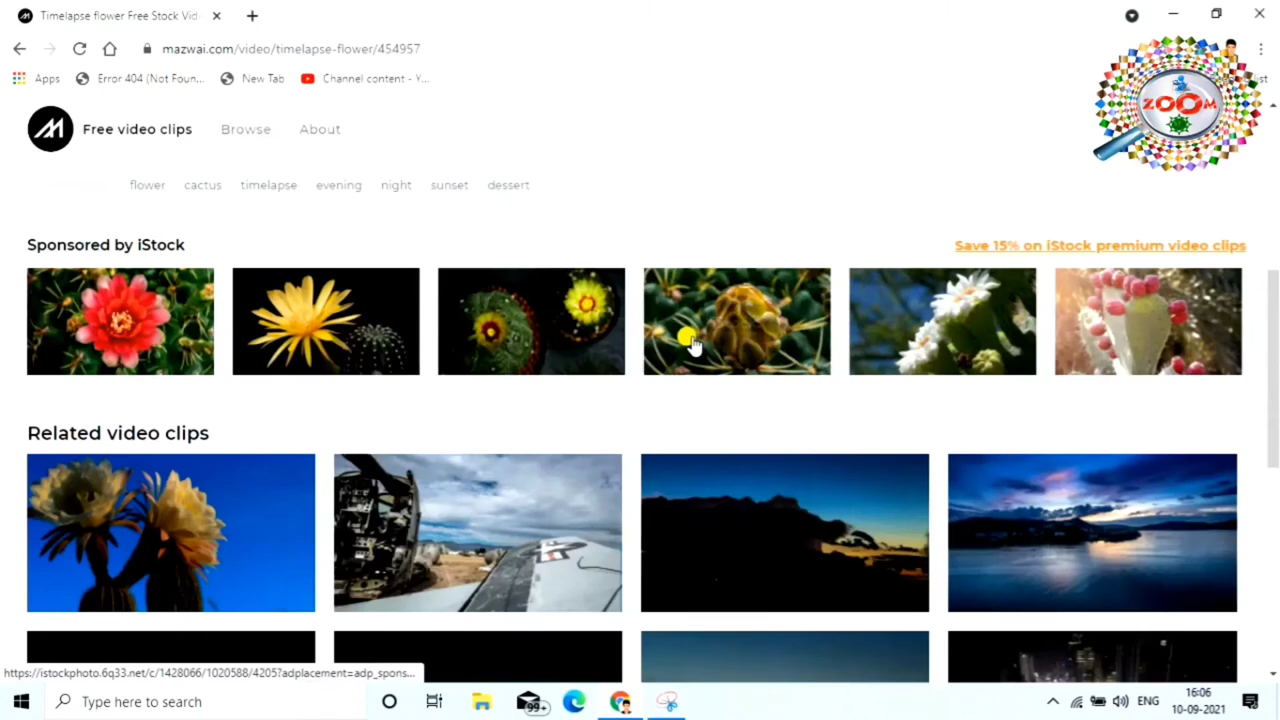 Timelapse flower Free Stock Vid
mazwai.com/video/timelapse-flower/454957
Apps Error 404 (Not Foun... New Tab Channel content - Y...
ZOOM
Free video clips Browse About
flower cactus timelapse evening night sunset dessert
Sponsored by iStock Save 15% on iStock premium video clips
Related video clips
https://istockphoto.6q33.net/c/1428066/1020588/4205?adplacement=adp_spons...
Type here to search
99+
ENG
16:06
10-09-2021